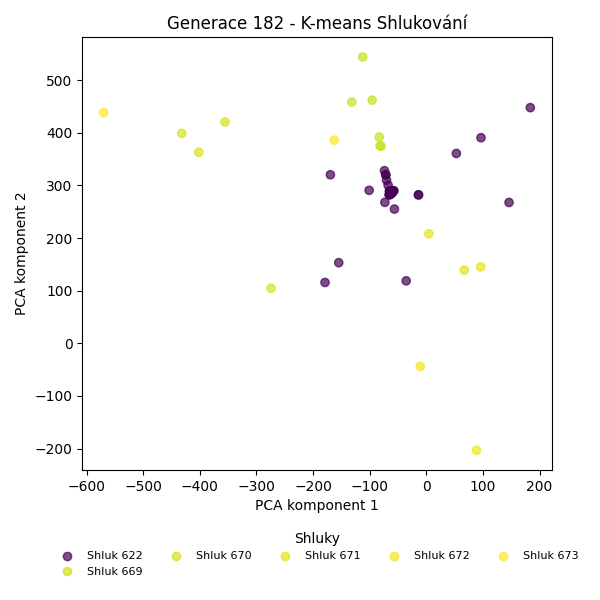 Generace 182 - K-means Shlukování
PCA komponent 2
500
400
300
200
100
0
−100
−200
−600 −500 −400 −300 −200 −100 0 100 200
PCA komponent 1
Shluky
Shluk 622 Shluk 670 Shluk 671 Shluk 672 Shluk 673
Shluk 669